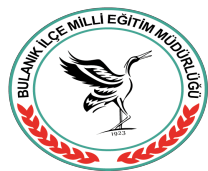 BULANIK İLÇE MİLLİ EĞİTİM MÜDÜRLÜĞÜ
1923